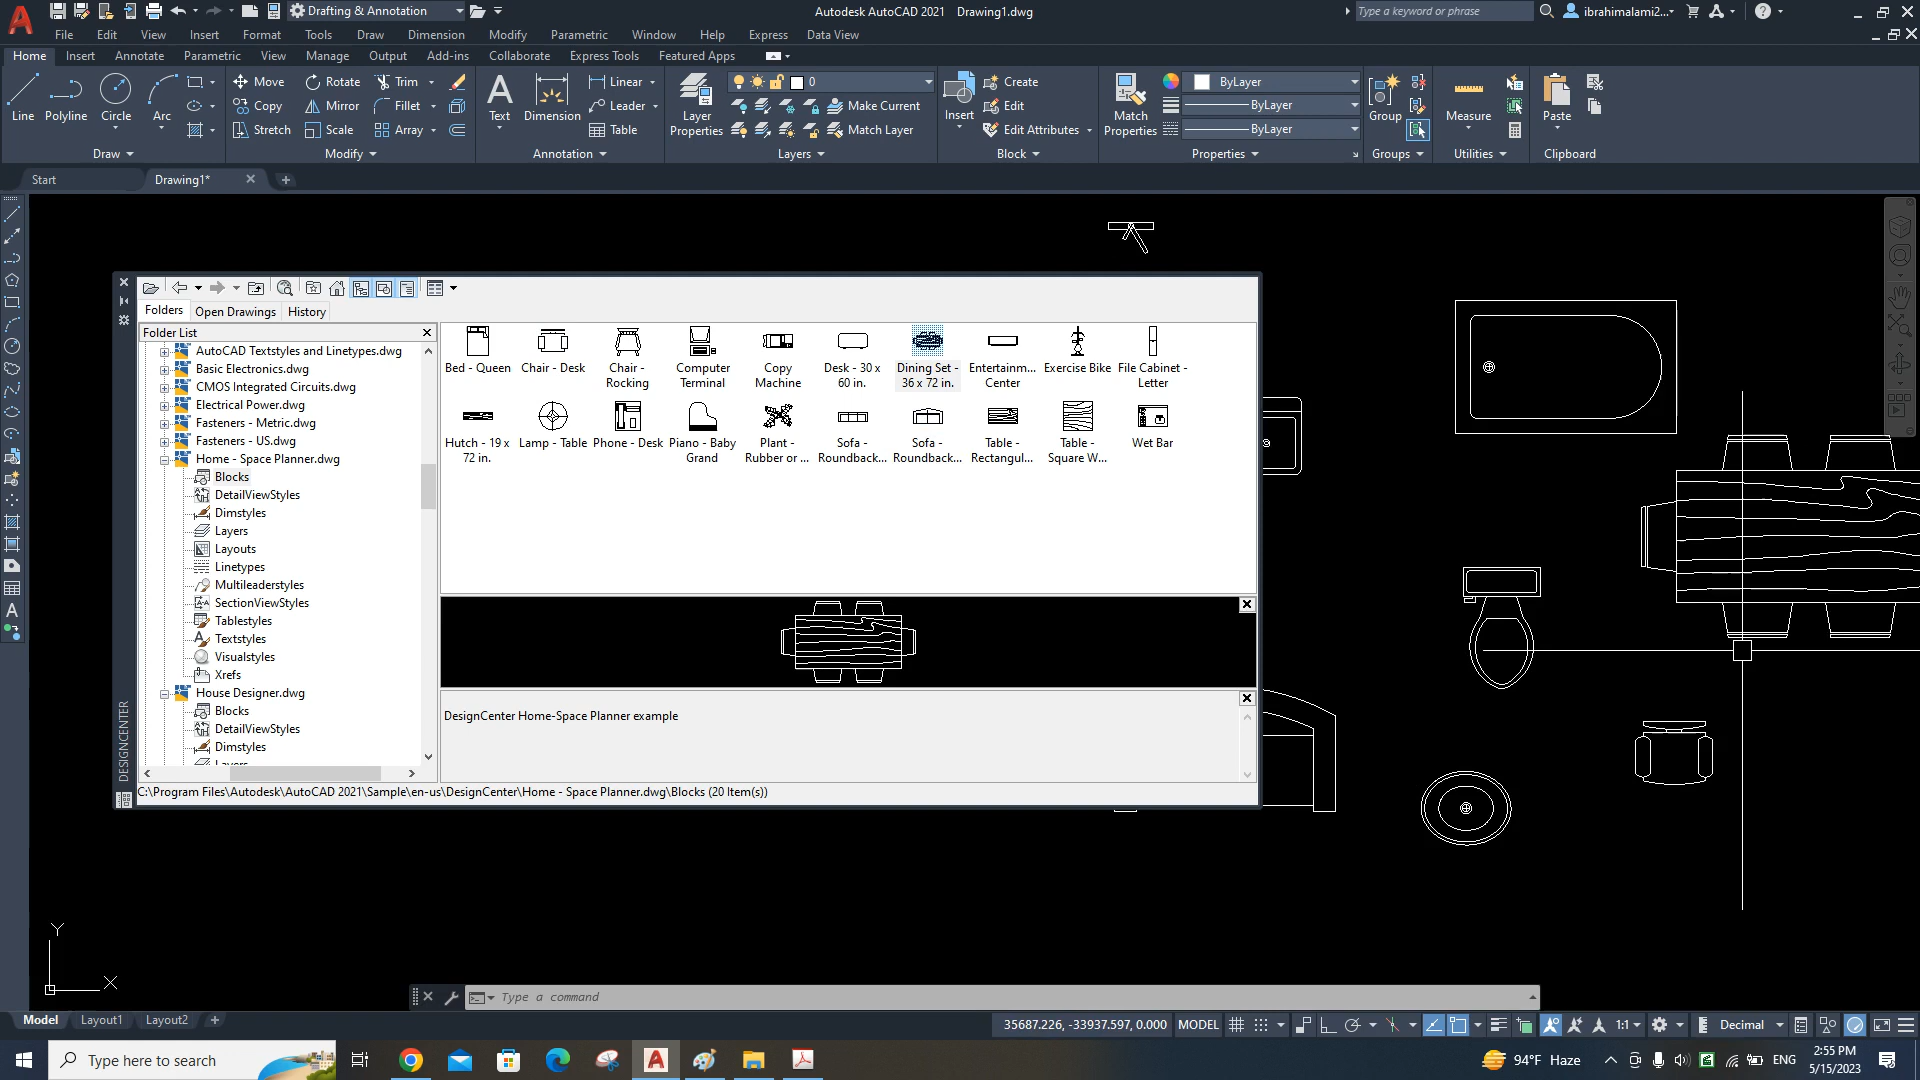 Drafting & Annotation
Autodesk AutoCAD 2021 Drawing1.dwg
Type a keyword or phrase
ibrahimalami2...
File Edit View Insert Format Tools Draw Dimension Modify Parametric Window Help Express Data View
Home Insert Annotate Parametric View Manage Output Collaborate Add-ins Express Tools Featured Apps
Line Polyline Circle Arc
Move Rotate Trim
Copy Mirror Fillet
Stretch Scale Array
Text Dimension
Linear
Leader
Table
Layer Properties
0
Make Current
Match Layer
Insert
Create
Edit
Edit Attributes
Match Properties
ByLayer
ByLayer
ByLayer
Group
Measure
Paste
Draw Modify Annotation Layers Block Properties Groups Utilities Clipboard
Start Drawing1*
Folders Open Drawings History
Folder List
AutoCAD Textstyles and Linetypes.dwg
Basic Electronics.dwg
CMOS Integrated Circuits.dwg
Electrical Power.dwg
Fasteners - Metric.dwg
Fasteners - US.dwg
Home - Space Planner.dwg
Blocks
DetailViewStyles
Dimstyles
Layers
Layouts
Linetypes
Multileaderstyles
SectionViewStyles
Tablestyles
Textstyles
Visualstyles
Xrefs
House Designer.dwg
Blocks
DetailViewStyles
Dimstyles
Layers
DESIGNCENTER
Bed - Queen
Chair - Desk
Chair - Rocking
Computer Terminal
Copy Machine
Desk - 30 x 60 in.
Dining Set - 36 x 72 in.
Entertainm... Center
Exercise Bike
File Cabinet - Letter
Hutch - 19 x 72 in.
Lamp - Table
Phone - Desk
Piano - Baby Grand
Plant - Rubber or ...
Sofa - Roundback...
Sofa - Roundback...
Table - Rectangul...
Table - Square W...
Wet Bar
DesignCenter Home-Space Planner example
C:\Program Files\Autodesk\AutoCAD 2021\Sample\en-us\DesignCenter\Home - Space Planner.dwg\Blocks (20 Item(s))
Y
X
Type a command
Model Layout1 Layout2
35687.226, -33937.597, 0.000 MODEL
1:1
Decimal
Type here to search
94°F Haze
ENG
2:55 PM
5/15/2023